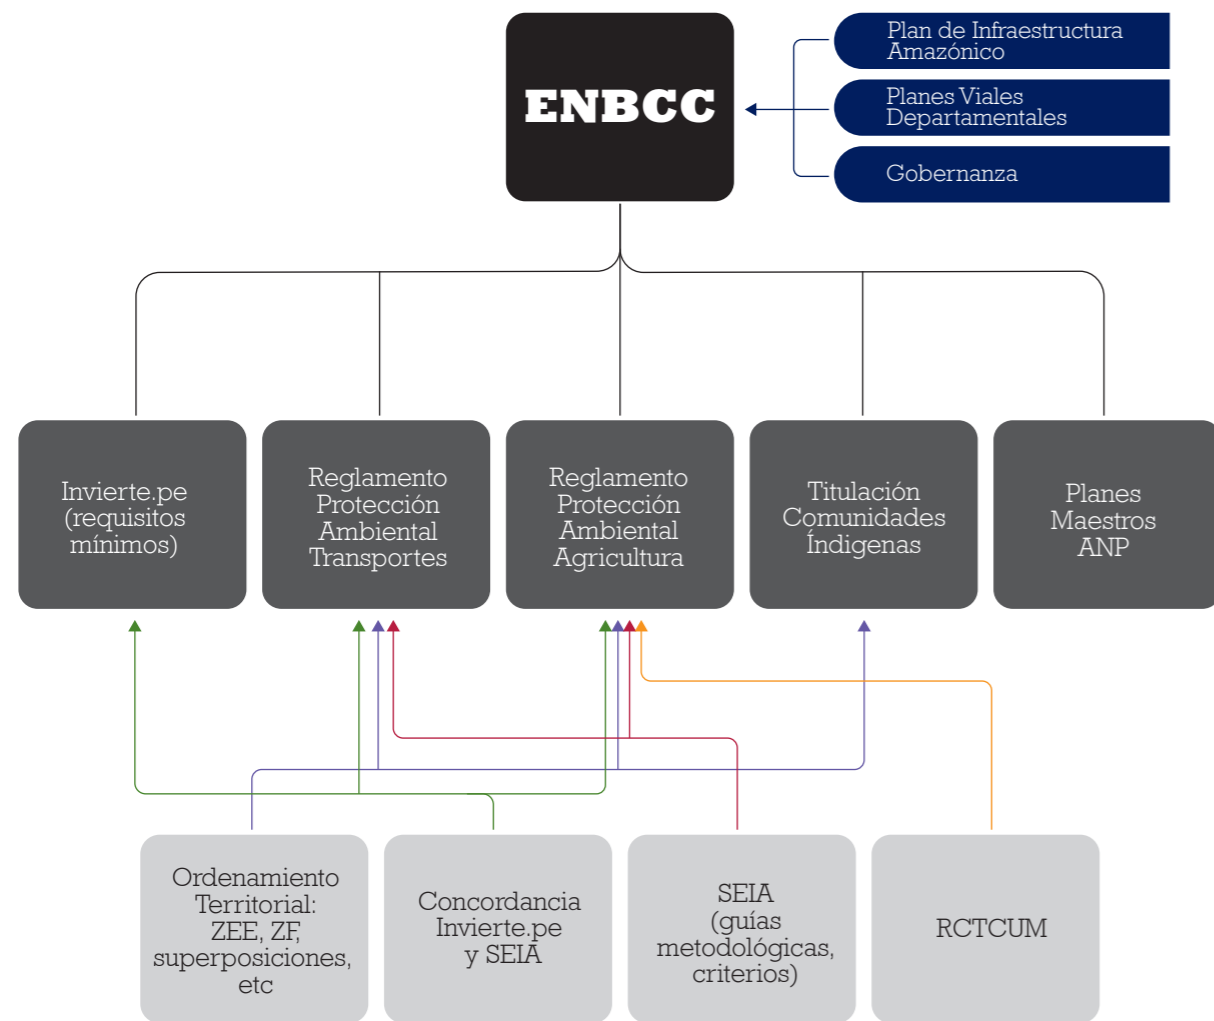 ENBCC
Plan de Infraestructura
Amazónico
Planes Viales
Departamentales
Gobernanza
Invierte.pe
(requisitos
mínimos)
Reglamento
Protección
Ambiental
Transportes
Reglamento
Protección
Ambiental
Agricultura
Titulación
Comunidades
Índigenas
Planes
Maestros
ANP
Ordenamiento
Territorial:
ZEE, ZF,
superposiciones,
etc
Concordancia
Invierte.pe
y SEIA
SEIA
(guías
metodológicas,
criterios)
RCTCUM